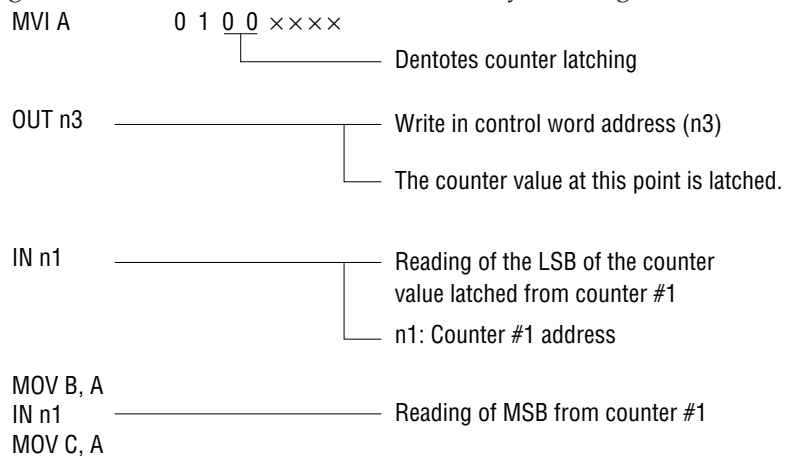 MVI A 0 1 0 0 ××××
Dentotes counter latching
OUT n3 Write in control word address (n3)
The counter value at this point is latched.
IN n1 Reading of the LSB of the counter
value latched from counter #1
n1: Counter #1 address
MOV B, A
IN n1 Reading of MSB from counter #1
MOV C, A